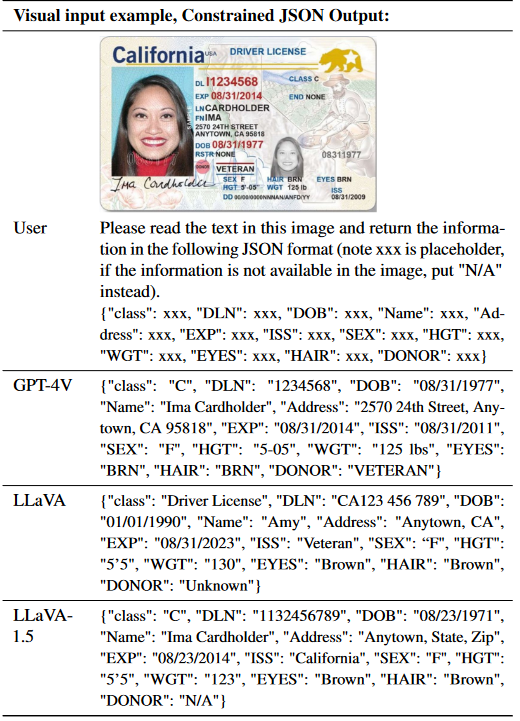 Visual input example, Constrained JSON Output:
California USA DRIVER LICENSE
DL I1234568 CLASS C
EXP 08/31/2014 END NONE
LN CARDHOLDER
FN IMA
2570 24TH STREET
ANYTOWN, CA 95818
DOB 08/31/1977
RSTR NONE 08311977
DONOR VETERAN
SEX F HAIR BRN EYES BRN
HGT 5'-05" WGT 125 lb ISS
DD 00/00/0000NNNAN/ANFD/YY 08/31/2009
Ima Cardholder
User Please read the text in this image and return the informa-
tion in the following JSON format (note xxx is placeholder,
if the information is not available in the image, put "N/A"
instead).
{"class": xxx, "DLN": xxx, "DOB": xxx, "Name": xxx, "Ad-
dress": xxx, "EXP": xxx, "ISS": xxx, "SEX": xxx, "HGT": xxx,
"WGT": xxx, "EYES": xxx, "HAIR": xxx, "DONOR": xxx}
GPT-4V {"class": "C", "DLN": "1234568", "DOB": "08/31/1977",
"Name": "Ima Cardholder", "Address": "2570 24th Street, Any-
town, CA 95818", "EXP": "08/31/2014", "ISS": "08/31/2011",
"SEX": "F", "HGT": "5-05", "WGT": "125 lbs", "EYES":
"BRN", "HAIR": "BRN", "DONOR": "VETERAN"}
LLaVA {"class": "Driver License", "DLN": "CA123 456 789", "DOB":
"01/01/1990", "Name": "Amy", "Address": "Anytown, CA",
"EXP": "08/31/2023", "ISS": "Veteran", "SEX": “F", "HGT":
"5’5", "WGT": "130", "EYES": "Brown", "HAIR": "Brown",
"DONOR": "Unknown"}
LLaVA- {"class": "C", "DLN": "1132456789", "DOB": "08/23/1971",
1.5 "Name": "Ima Cardholder", "Address": "Anytown, State, Zip",
"EXP": "08/23/2014", "ISS": "California", "SEX": "F", "HGT":
"5’5", "WGT": "123", "EYES": "Brown", "HAIR": "Brown",
"DONOR": "N/A"}